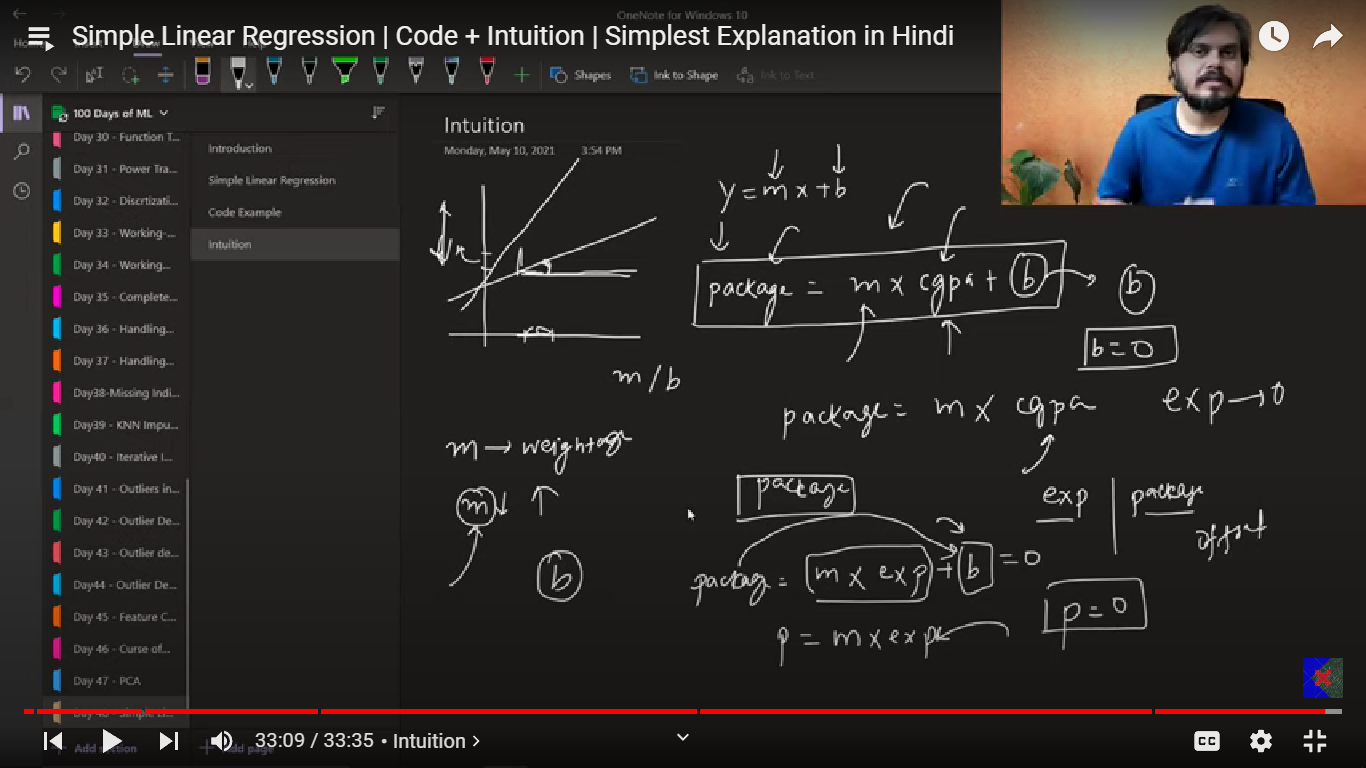 OneNote for Windows 10
Simple Linear Regression | Code + Intuition | Simplest Explanation in Hindi
Shapes
Ink to Shape
Ink to Text
100 Days of ML
Day 30 - Function T...
Day 31 - Power Tra...
Day 32 - Discrtizati...
Day 33 - Working-...
Day 34 - Working...
Day 35 - Complete...
Day 36 - Handling...
Day 37 - Handling...
Day38-Missing Indi...
Day39 - KNN Impu...
Day40 - Iterative I...
Day 41 - Outliers in...
Day 42 - Outlier De...
Day 43 - Outlier de...
Day44 - Outlier De...
Day 45 - Feature C...
Day 46 - Curse of...
Day 47 - PCA
Day 48 - Simple Li...
Add section
Introduction
Simple Linear Regression
Code Example
Intuition
Add page
Intuition
Monday, May 10, 2021 3:54 PM
y = mx + b
package = m x cgpa + b → b
b = 0
m / b
package = m x cgpa
exp → 0
m → weightage
m ↓ ↑
b
package
exp | package
offset
package = m x exp + b = 0
p = 0
p = m x exp
33:09 / 33:35 • Intuition >
CC